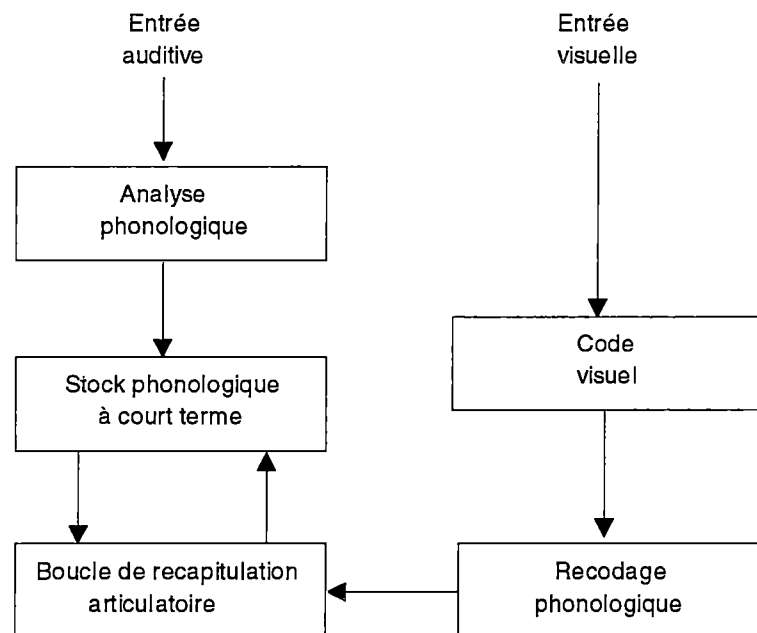 Entrée
auditive
Entrée
visuelle
Analyse
phonologique
Stock phonologique
à court terme
Code
visuel
Boucle de recapitulation
articulatoire
Recodage
phonologique